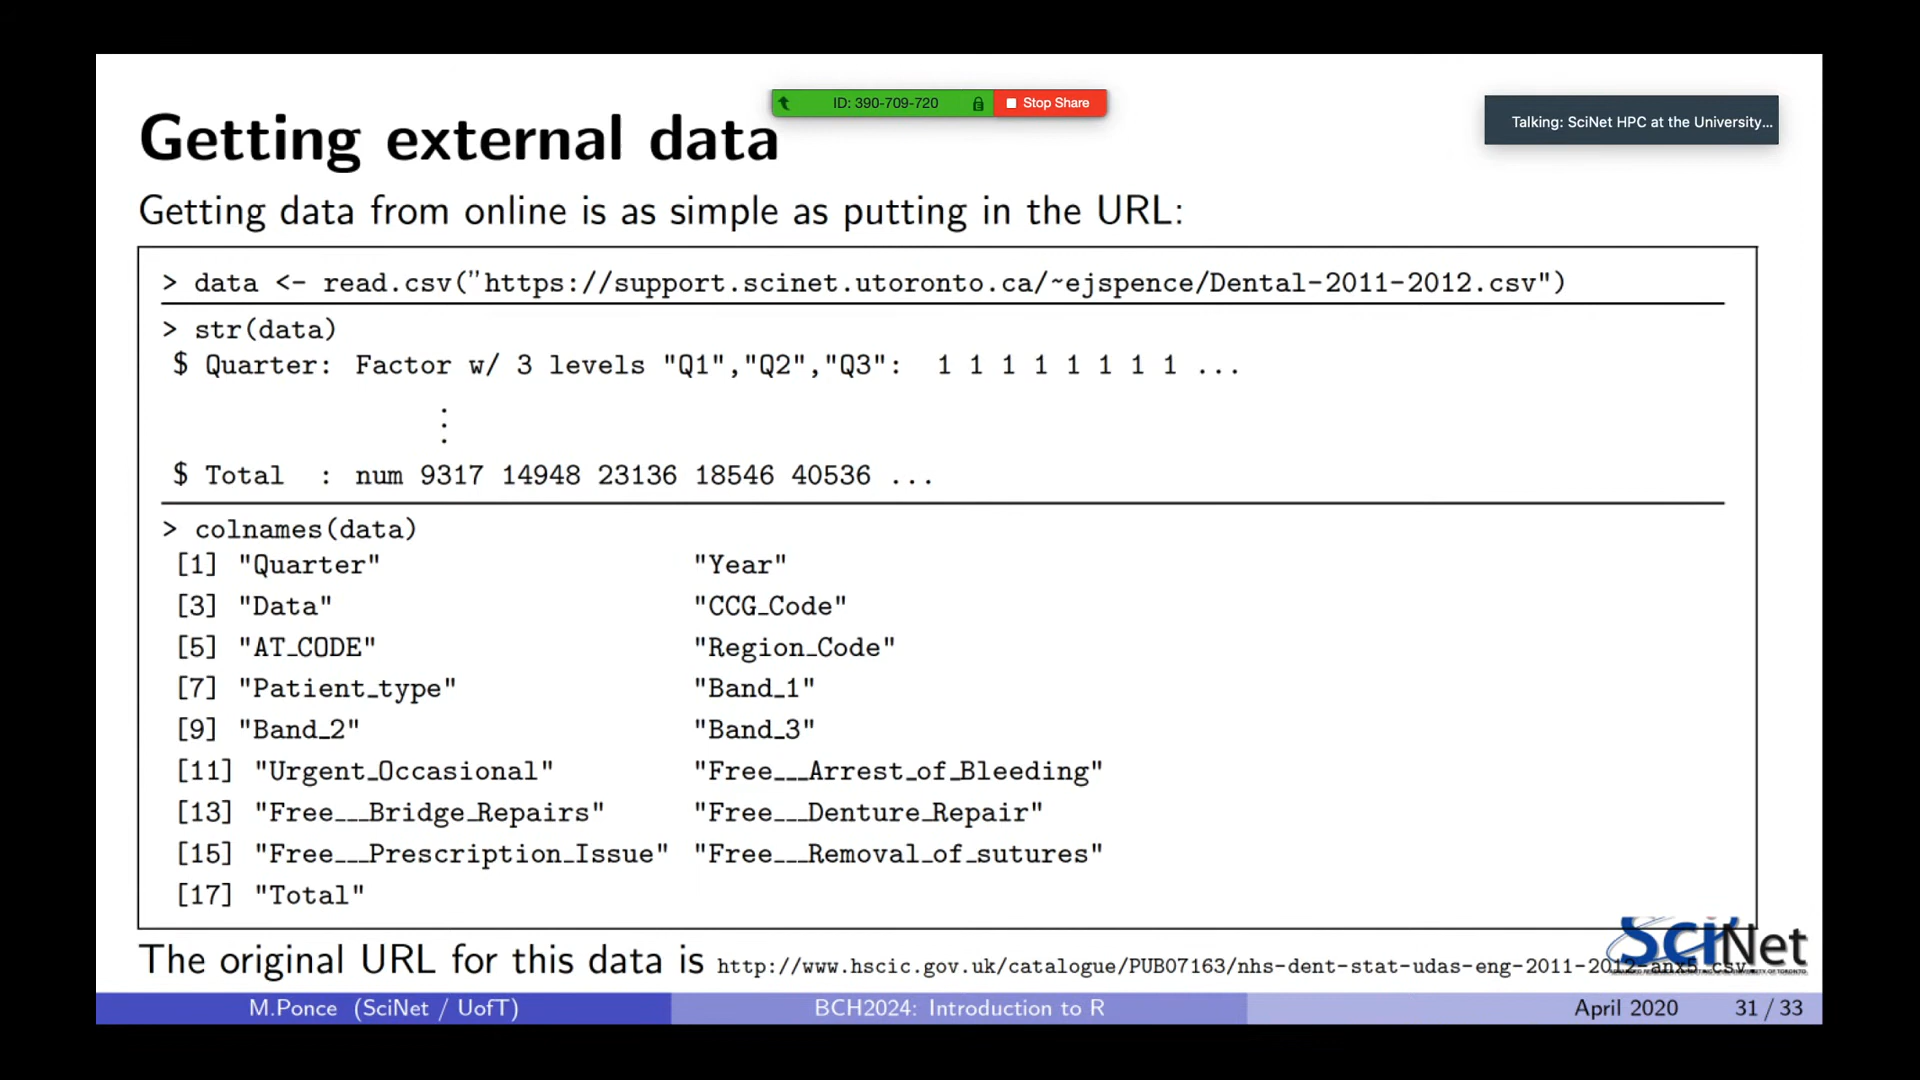 ID: 390-709-720 Stop Share
Talking: SciNet HPC at the University...
Getting external data
Getting data from online is as simple as putting in the URL:
> data <- read.csv("https://support.scinet.utoronto.ca/~ejspence/Dental-2011-2012.csv")
> str(data)
$ Quarter: Factor w/ 3 levels "Q1","Q2","Q3": 1 1 1 1 1 1 1 1 ...
⋮
$ Total : num 9317 14948 23136 18546 40536 ...
> colnames(data)
[1] "Quarter" "Year"
[3] "Data" "CCG_Code"
[5] "AT_CODE" "Region_Code"
[7] "Patient_type" "Band_1"
[9] "Band_2" "Band_3"
[11] "Urgent_Occasional" "Free___Arrest_of_Bleeding"
[13] "Free___Bridge_Repairs" "Free___Denture_Repair"
[15] "Free___Prescription_Issue" "Free___Removal_of_sutures"
[17] "Total"
The original URL for this data is http://www.hscic.gov.uk/catalogue/PUB07163/nhs-dent-stat-udas-eng-2011-2012-anx5.csv.
SciNet
M.Ponce (SciNet / UofT) BCH2024: Introduction to R April 2020 31 / 33